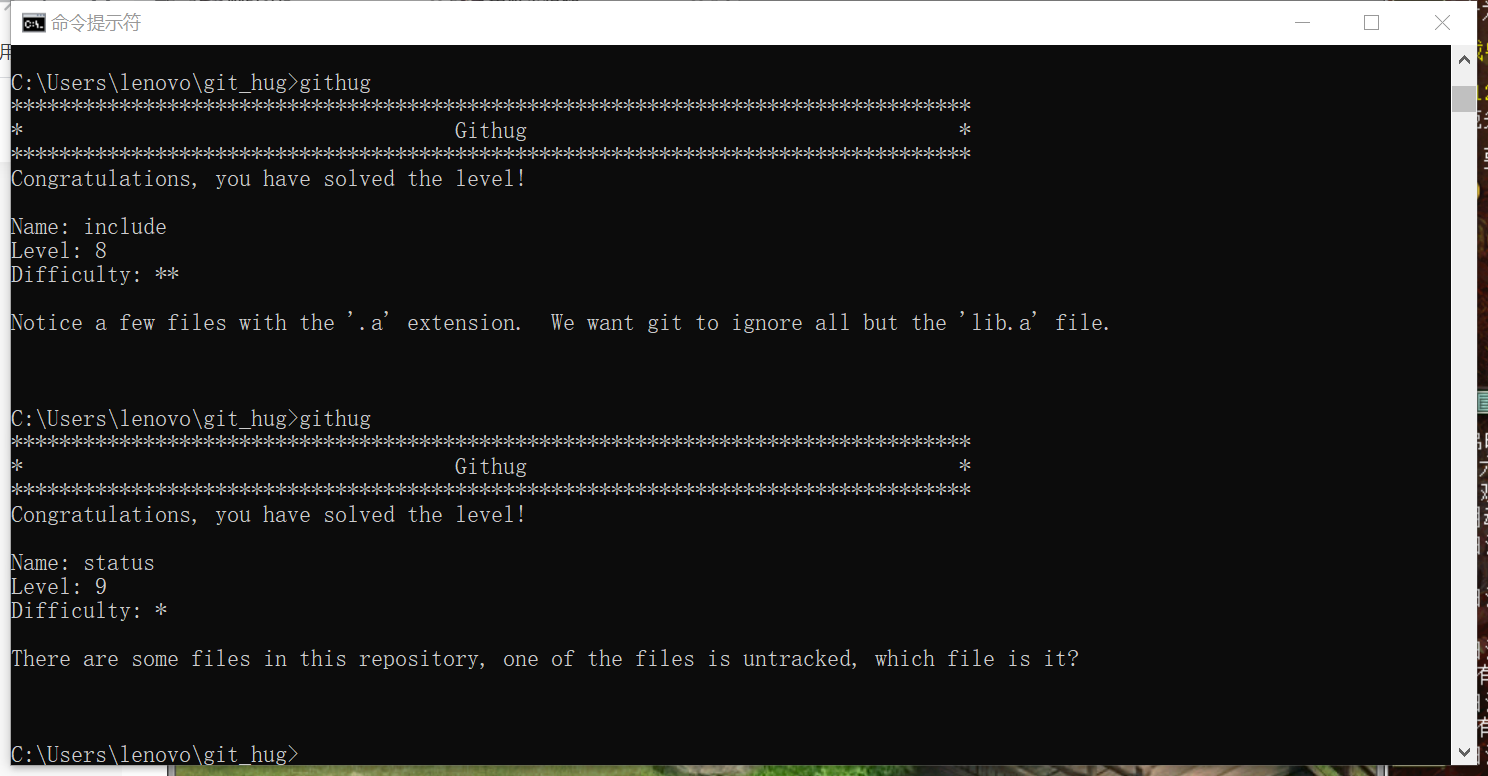 命令提示符
C:\Users\lenovo\git_hug>githug
********************************************************************************
*                                    Githug                                    *
********************************************************************************
Congratulations, you have solved the level!
Name: include
Level: 8
Difficulty: **
Notice a few files with the '.a' extension.  We want git to ignore all but the 'lib.a' file.
C:\Users\lenovo\git_hug>githug
********************************************************************************
*                                    Githug                                    *
********************************************************************************
Congratulations, you have solved the level!
Name: status
Level: 9
Difficulty: *
There are some files in this repository, one of the files is untracked, which file is it?
C:\Users\lenovo\git_hug>